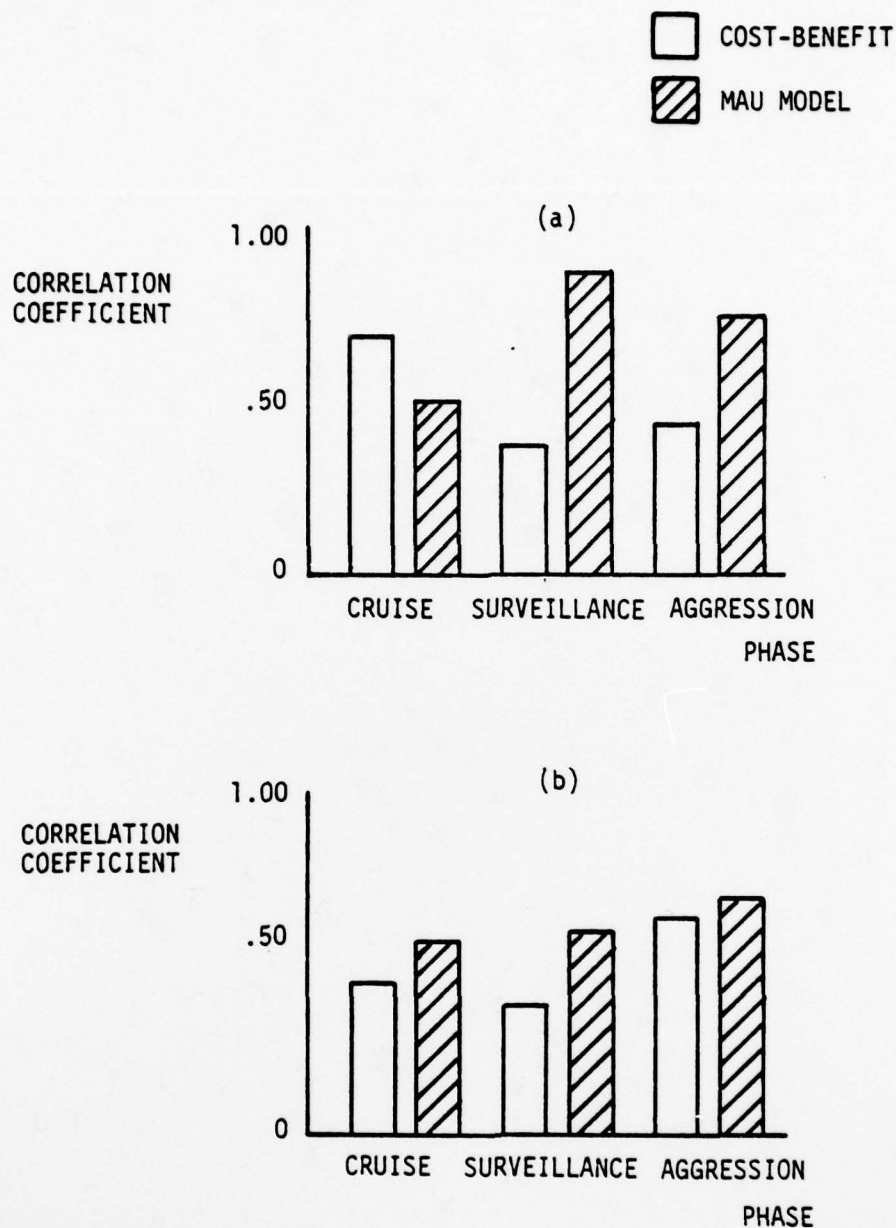 COST-BENEFIT
MAU MODEL
(a)
1.00
CORRELATION
COEFFICIENT
.50
0
CRUISE SURVEILLANCE AGGRESSION
PHASE
(b)
1.00
CORRELATION
COEFFICIENT
.50
0
CRUISE SURVEILLANCE AGGRESSION
PHASE